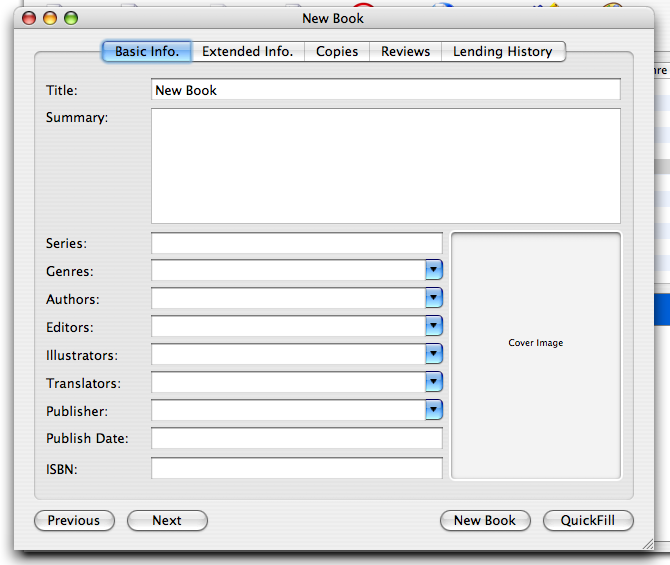 New Book
Basic Info. Extended Info. Copies Reviews Lending History
Title: New Book
Summary:
Series:
Genres:
Authors:
Editors:
Illustrators:
Translators:
Publisher:
Publish Date:
ISBN:
Cover Image
Previous Next New Book QuickFill